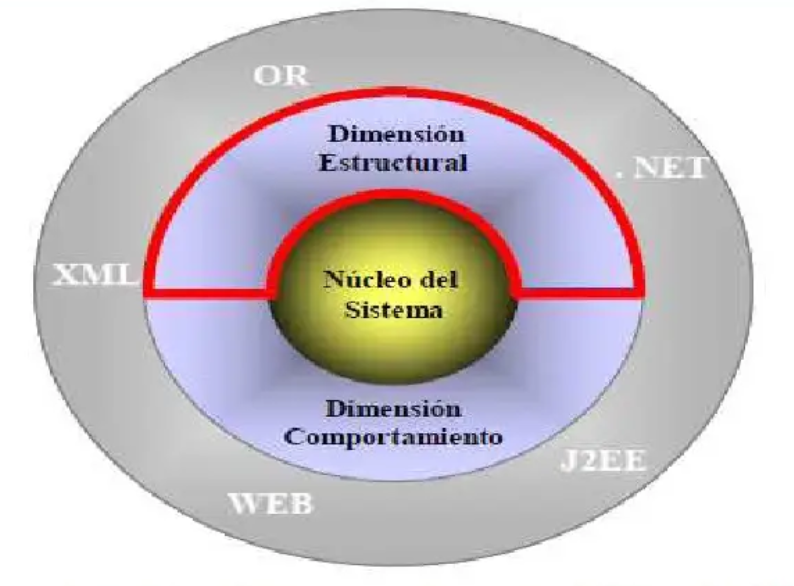 OR
Dimensión
Estructural
. NET
XML
Núcleo del
Sistema
Dimensión
Comportamiento
J2EE
WEB